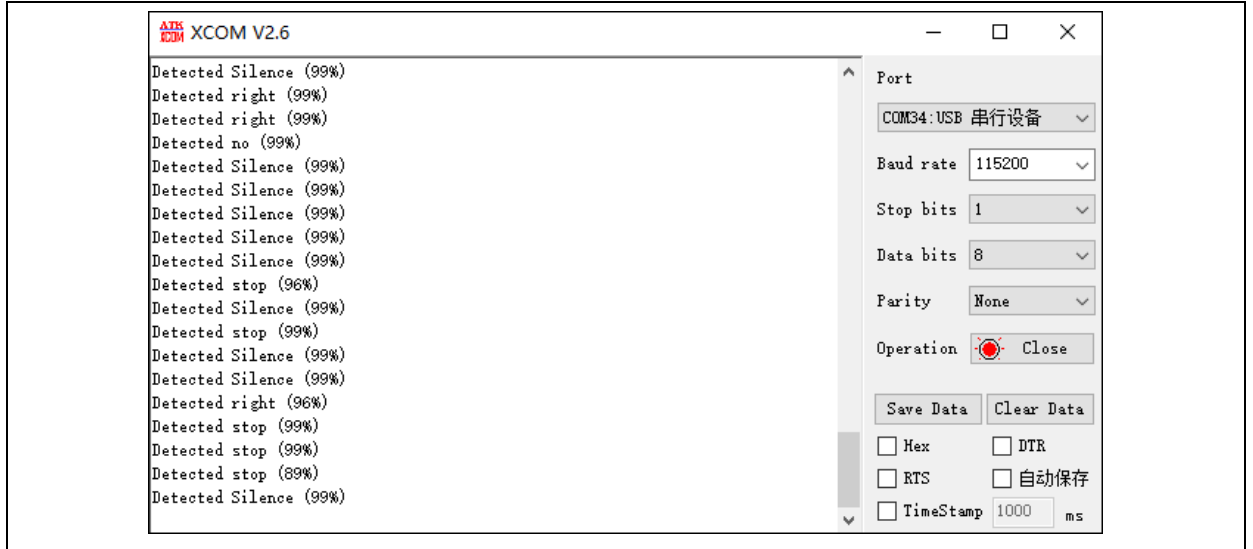 ATK
XCOM XCOM V2.6
Detected Silence (99%)
Detected right (99%)
Detected right (99%)
Detected no (99%)
Detected Silence (99%)
Detected Silence (99%)
Detected Silence (99%)
Detected Silence (99%)
Detected Silence (99%)
Detected stop (96%)
Detected Silence (99%)
Detected stop (99%)
Detected Silence (99%)
Detected Silence (99%)
Detected right (96%)
Detected stop (99%)
Detected stop (99%)
Detected stop (89%)
Detected Silence (99%)
Port
COM34:USB 串行设备
Baud rate 115200
Stop bits 1
Data bits 8
Parity None
Operation Close
Save Data Clear Data
Hex DTR
RTS 自动保存
TimeStamp 1000 ms